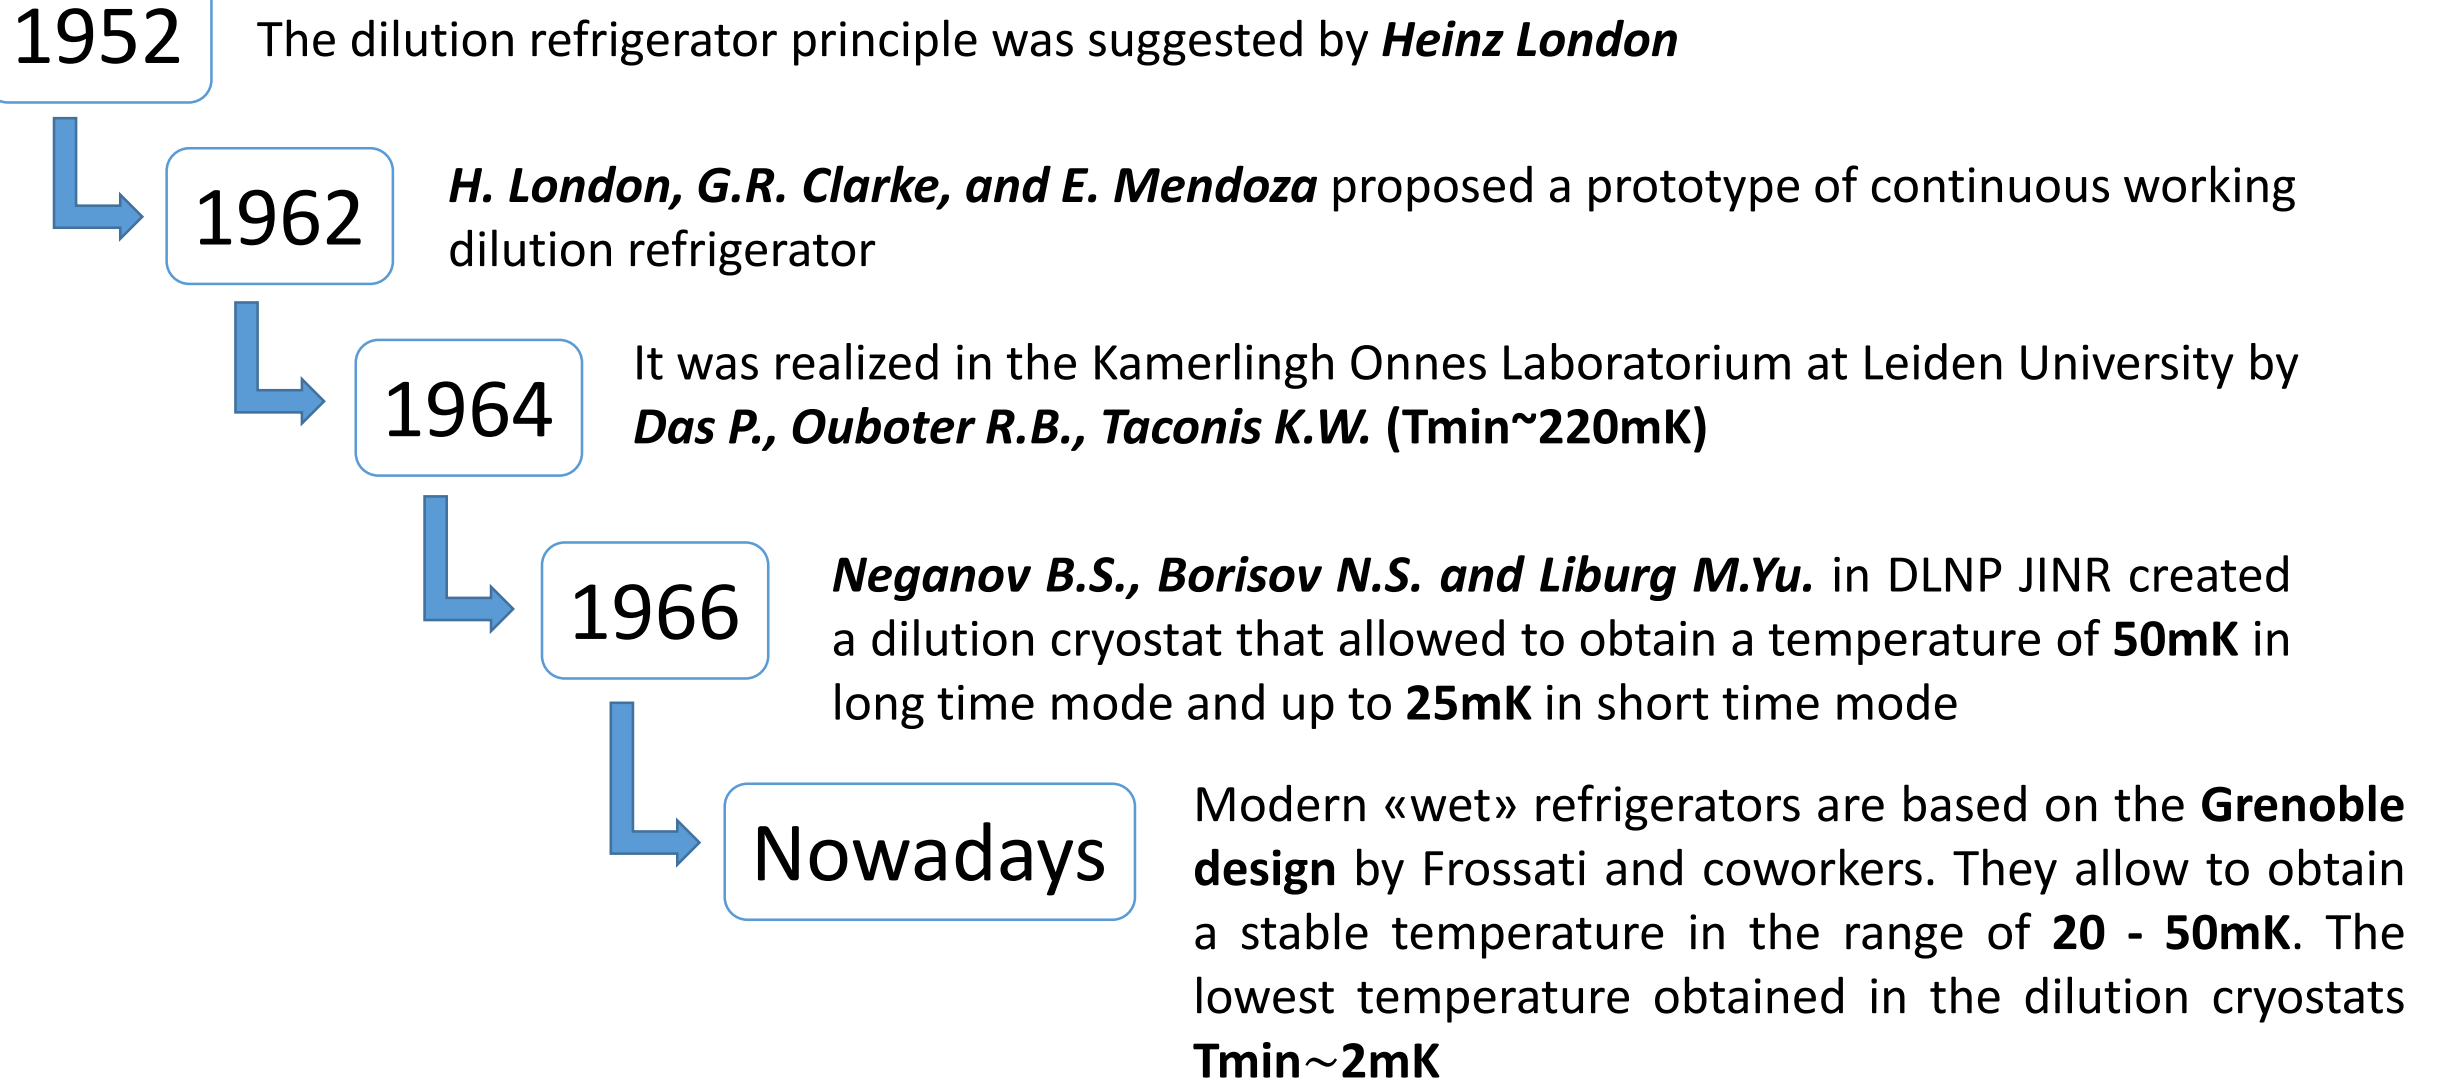 1952
The dilution refrigerator principle was suggested by Heinz London
1962
H. London, G.R. Clarke, and E. Mendoza proposed a prototype of continuous working
dilution refrigerator
1964
It was realized in the Kamerlingh Onnes Laboratorium at Leiden University by
Das P., Ouboter R.B., Taconis K.W. (Tmin~220mK)
1966
Neganov B.S., Borisov N.S. and Liburg M.Yu. in DLNP JINR created
a dilution cryostat that allowed to obtain a temperature of 50mK in
long time mode and up to 25mK in short time mode
Nowadays
Modern «wet» refrigerators are based on the Grenoble
design by Frossati and coworkers. They allow to obtain
a stable temperature in the range of 20 - 50mK. The
lowest temperature obtained in the dilution cryostats
Tmin~2mK